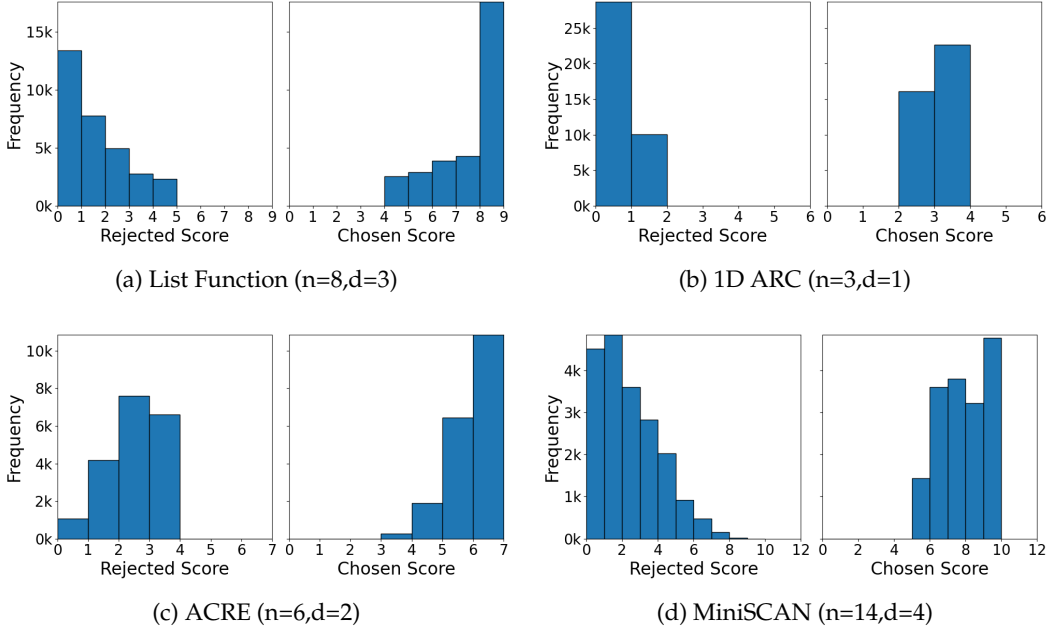 15k
10k
5k
0k
Frequency
0 1 2 3 4 5 6 7 8 9
Rejected Score
0 1 2 3 4 5 6 7 8 9
Chosen Score
(a) List Function (n=8,d=3)
25k
20k
15k
10k
5k
0k
Frequency
0 1 2 3 4 5 6
Rejected Score
0 1 2 3 4 5 6
Chosen Score
(b) 1D ARC (n=3,d=1)
10k
8k
6k
4k
2k
0k
Frequency
0 1 2 3 4 5 6 7
Rejected Score
0 1 2 3 4 5 6 7
Chosen Score
(c) ACRE (n=6,d=2)
4k
3k
2k
1k
0k
Frequency
0 2 4 6 8 10 12
Rejected Score
0 2 4 6 8 10 12
Chosen Score
(d) MiniSCAN (n=14,d=4)